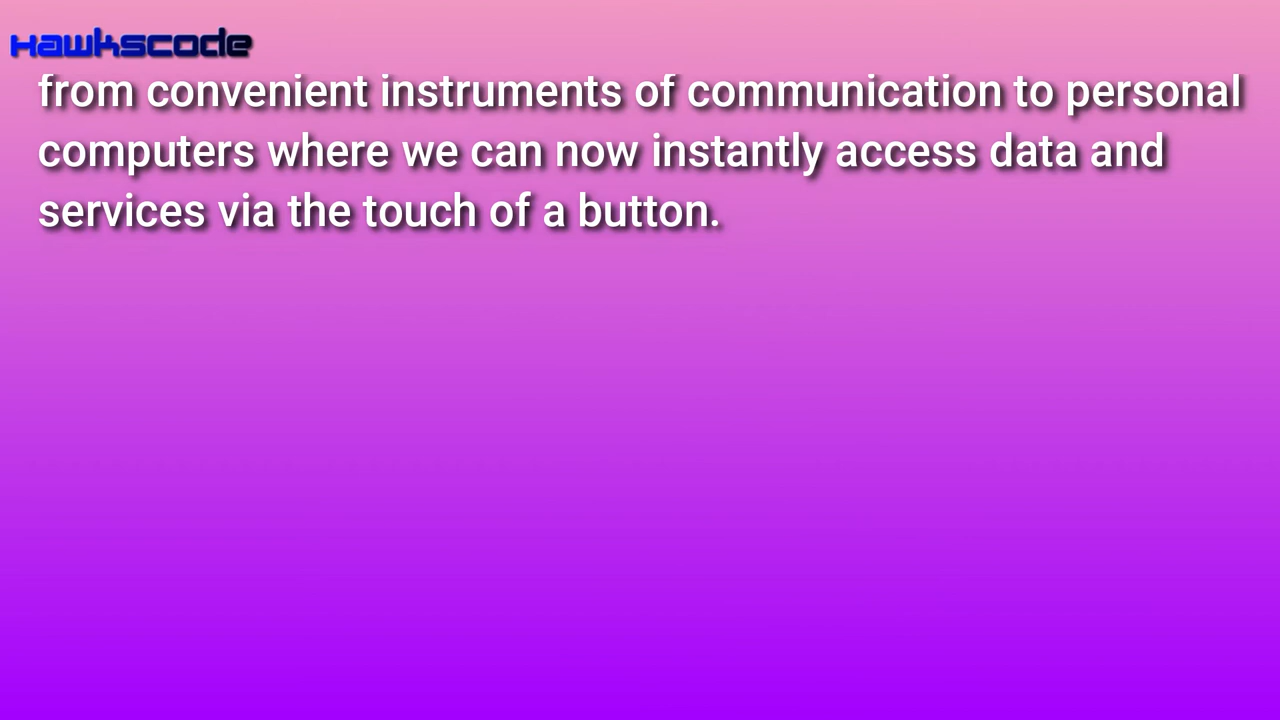 Hawkscode
from convenient instruments of communication to personal
computers where we can now instantly access data and
services via the touch of a button.